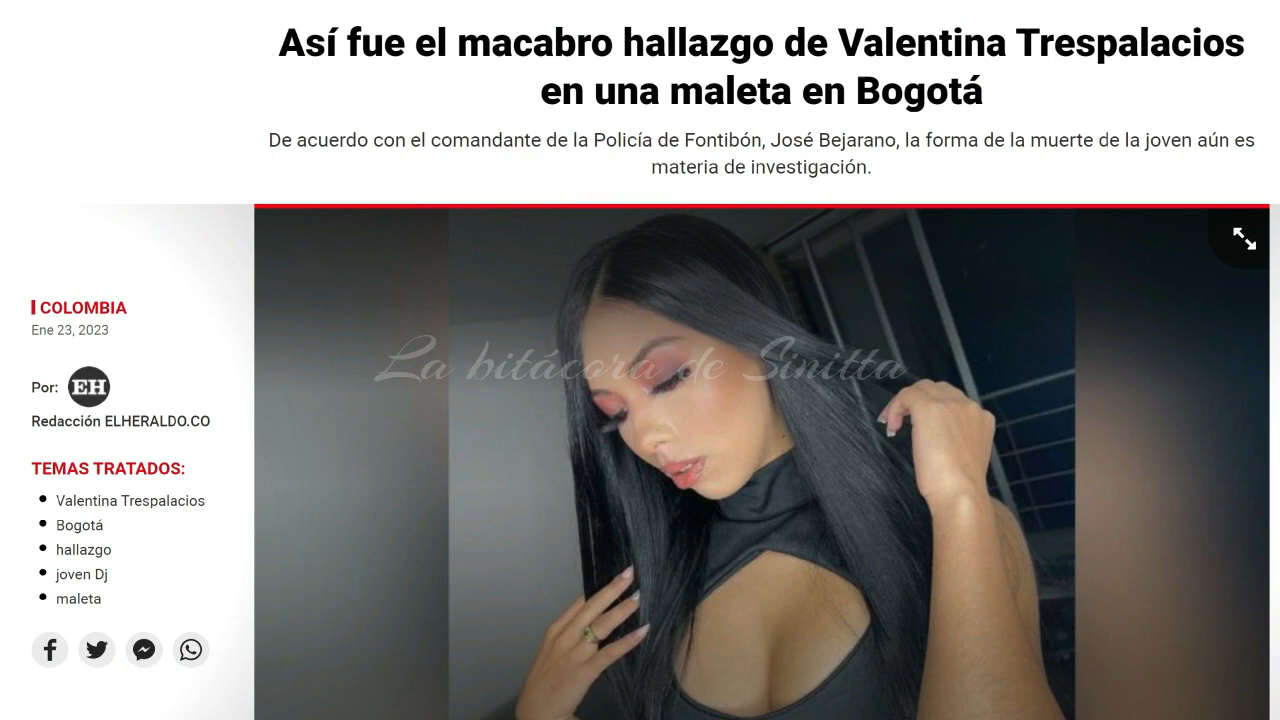 Así fue el macabro hallazgo de Valentina Trespalacios
en una maleta en Bogotá
De acuerdo con el comandante de la Policía de Fontibón, José Bejarano, la forma de la muerte de la joven aún es
materia de investigación.
COLOMBIA
Ene 23, 2023
Por: EH
Redacción ELHERALDO.CO
TEMAS TRATADOS:
Valentina Trespalacios
Bogotá
hallazgo
joven Dj
maleta
La bitácora de Sinitta